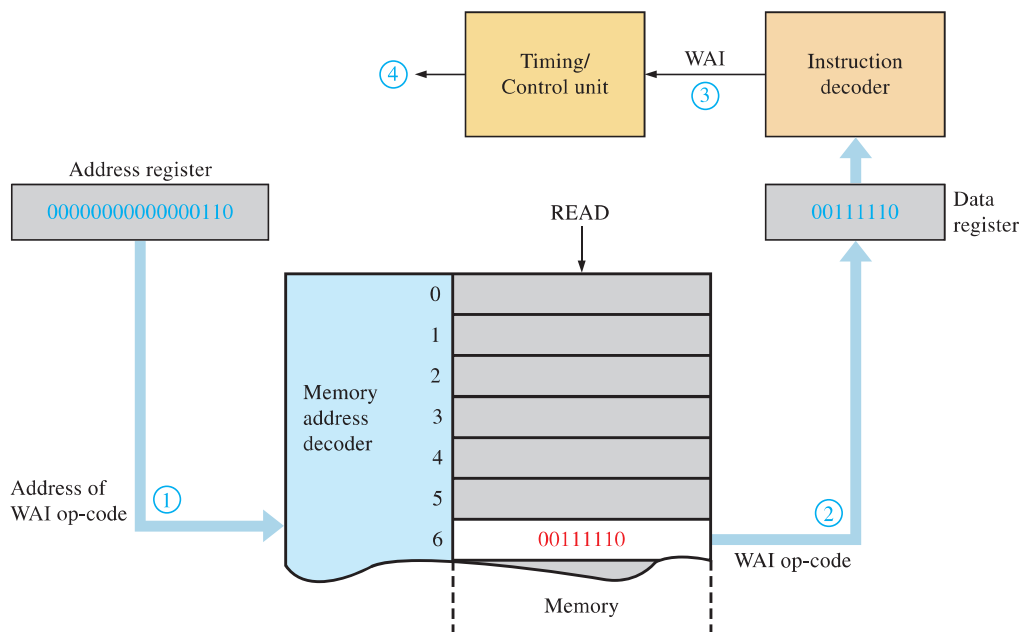 Timing/
Control unit
WAI
Instruction
decoder
④
③
Address register
00000000000000110
READ
00111110
Data
register
0
1
2
3
4
5
6
Memory
address
decoder
Address of
WAI op-code
①
00111110
②
WAI op-code
Memory